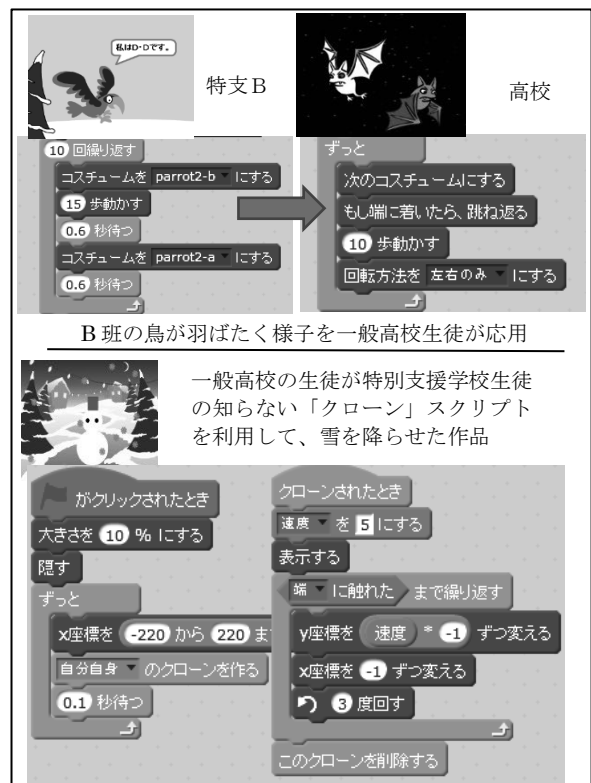 私はD-Dです。
特支B
高校
10 回繰り返す
コスチュームを parrot2-b にする
15 歩動かす
0.6 秒待つ
コスチュームを parrot2-a にする
0.6 秒待つ
ずっと
次のコスチュームにする
もし端に着いたら、跳ね返る
10 歩動かす
回転方法を 左右のみ にする
B班の鳥が羽ばたく様子を一般高校生徒が応用
一般高校の生徒が特別支援学校生徒
の知らない「クローン」スクリプト
を利用して、雪を降らせた作品
がクリックされたとき
大きさを 10 % にする
隠す
ずっと
x座標を -220 から 220 ま
自分自身 のクローンを作る
0.1 秒待つ
クローンされたとき
速度 を 5 にする
表示する
端 に触れた まで繰り返す
y座標を 速度 * -1 ずつ変える
x座標を -1 ずつ変える
3 度回す
このクローンを削除する